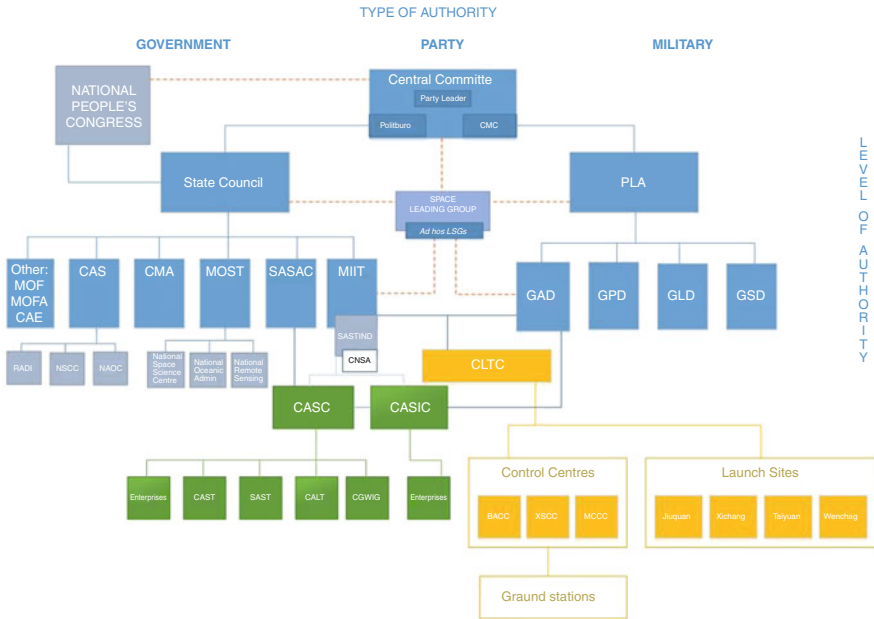 TYPE OF AUTHORITY
GOVERNMENT
PARTY
MILITARY
NATIONAL
PEOPLE'S
CONGRESS
Central Committe
Party Leader
Politburo
CMC
State Council
PLA
SPACE
LEADING GROUP
Ad hos LSGs
LEVEL OF AUTHORITY
Other:
MOF
MOFA
CAE
CAS
CMA
MOST
SASAC
MIIT
GAD
GPD
GLD
GSD
SASTIND
CNSA
RADI
NSCC
NAOC
National
Space
Science
Centre
National
Oceanic
Admin
National
Remote
Sensing
CLTC
CASC
CASIC
Control Centres
Launch Sites
Enterprises
CAST
SAST
CALT
CGWIG
Enterprises
BACC
XSCC
MCCC
Jiuquan
Xichang
Taiyuan
Wenchag
Graund stations